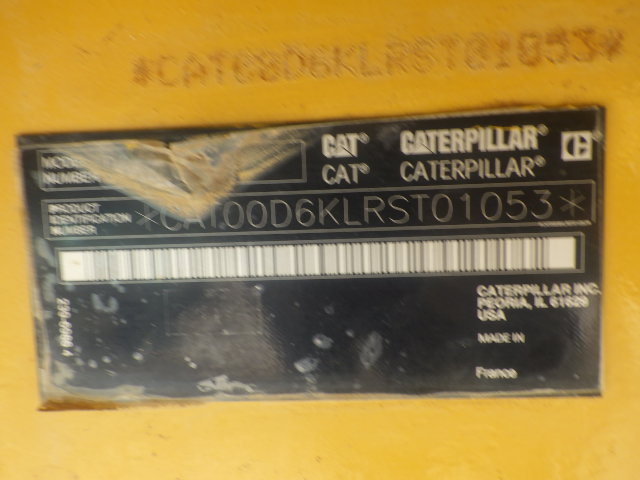 *CAT00D6KLRST01053*
CAT® CATERPILLAR®
CAT® CATERPILLAR
NUMBER
PRODUCT
IDENTIFICATION
NUMBER
*CAT00D6KLRST01053*
CATERPILLAR INC.
PEORIA, IL 61629
USA
MADE IN
France